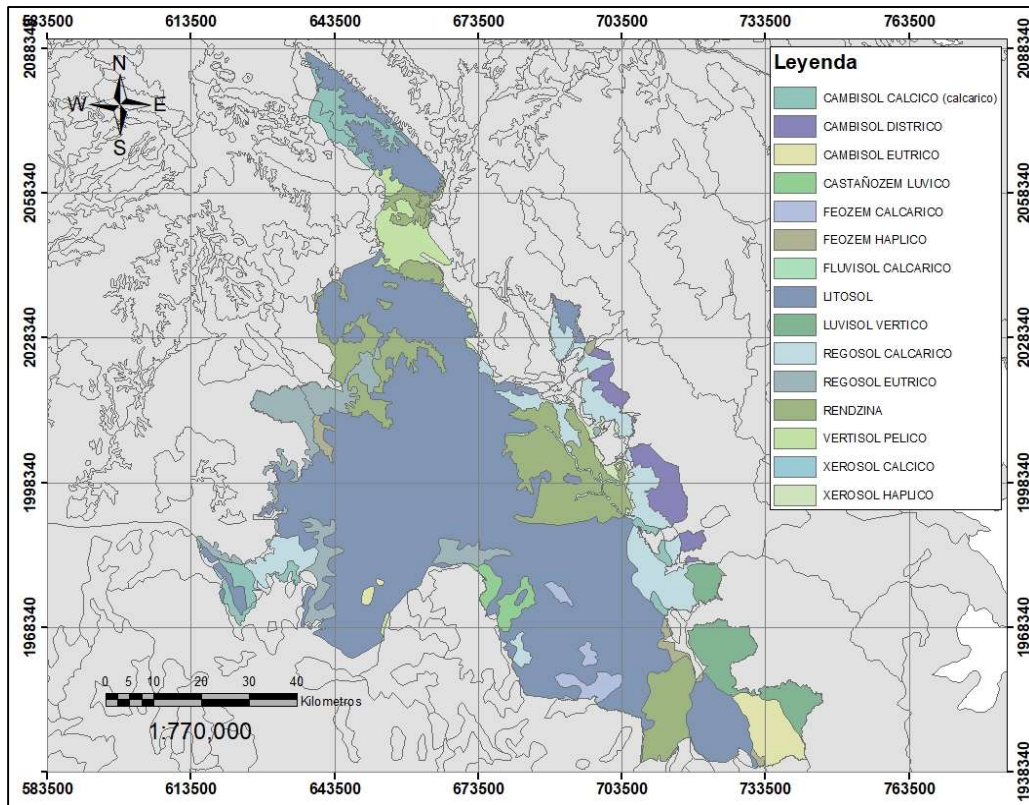 583500 613500 643500 673500 703500 733500 763500
2088340
2058340
2028340
1998340
1968340
1938340
N
W E
S
Leyenda
CAMBISOL CALCICO (calcarico)
CAMBISOL DISTRICO
CAMBISOL EUTRICO
CASTAÑOZEM LUVICO
FEOZEM CALCARICO
FEOZEM HAPLICO
FLUVISOL CALCARICO
LITOSOL
LUVISOL VERTICO
REGOSOL CALCARICO
REGOSOL EUTRICO
RENDZINA
VERTISOL PELICO
XEROSOL CALCICO
XEROSOL HAPLICO
2088340
2058340
2028340
1998340
1968340
1938340
0 5 10 20 30 40
Kilometros
1:770,000
583500 613500 643500 673500 703500 733500 763500